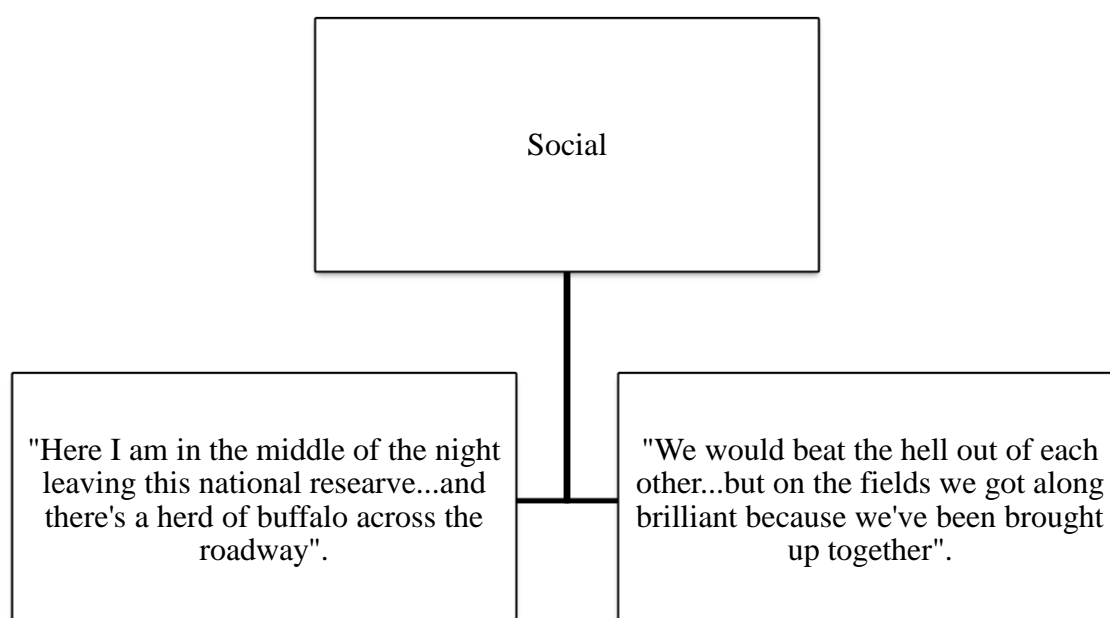 Social
"Here I am in the middle of the night
leaving this national researve...and
there's a herd of buffalo across the
roadway".
"We would beat the hell out of each
other...but on the fields we got along
brilliant because we've been brought
up together".